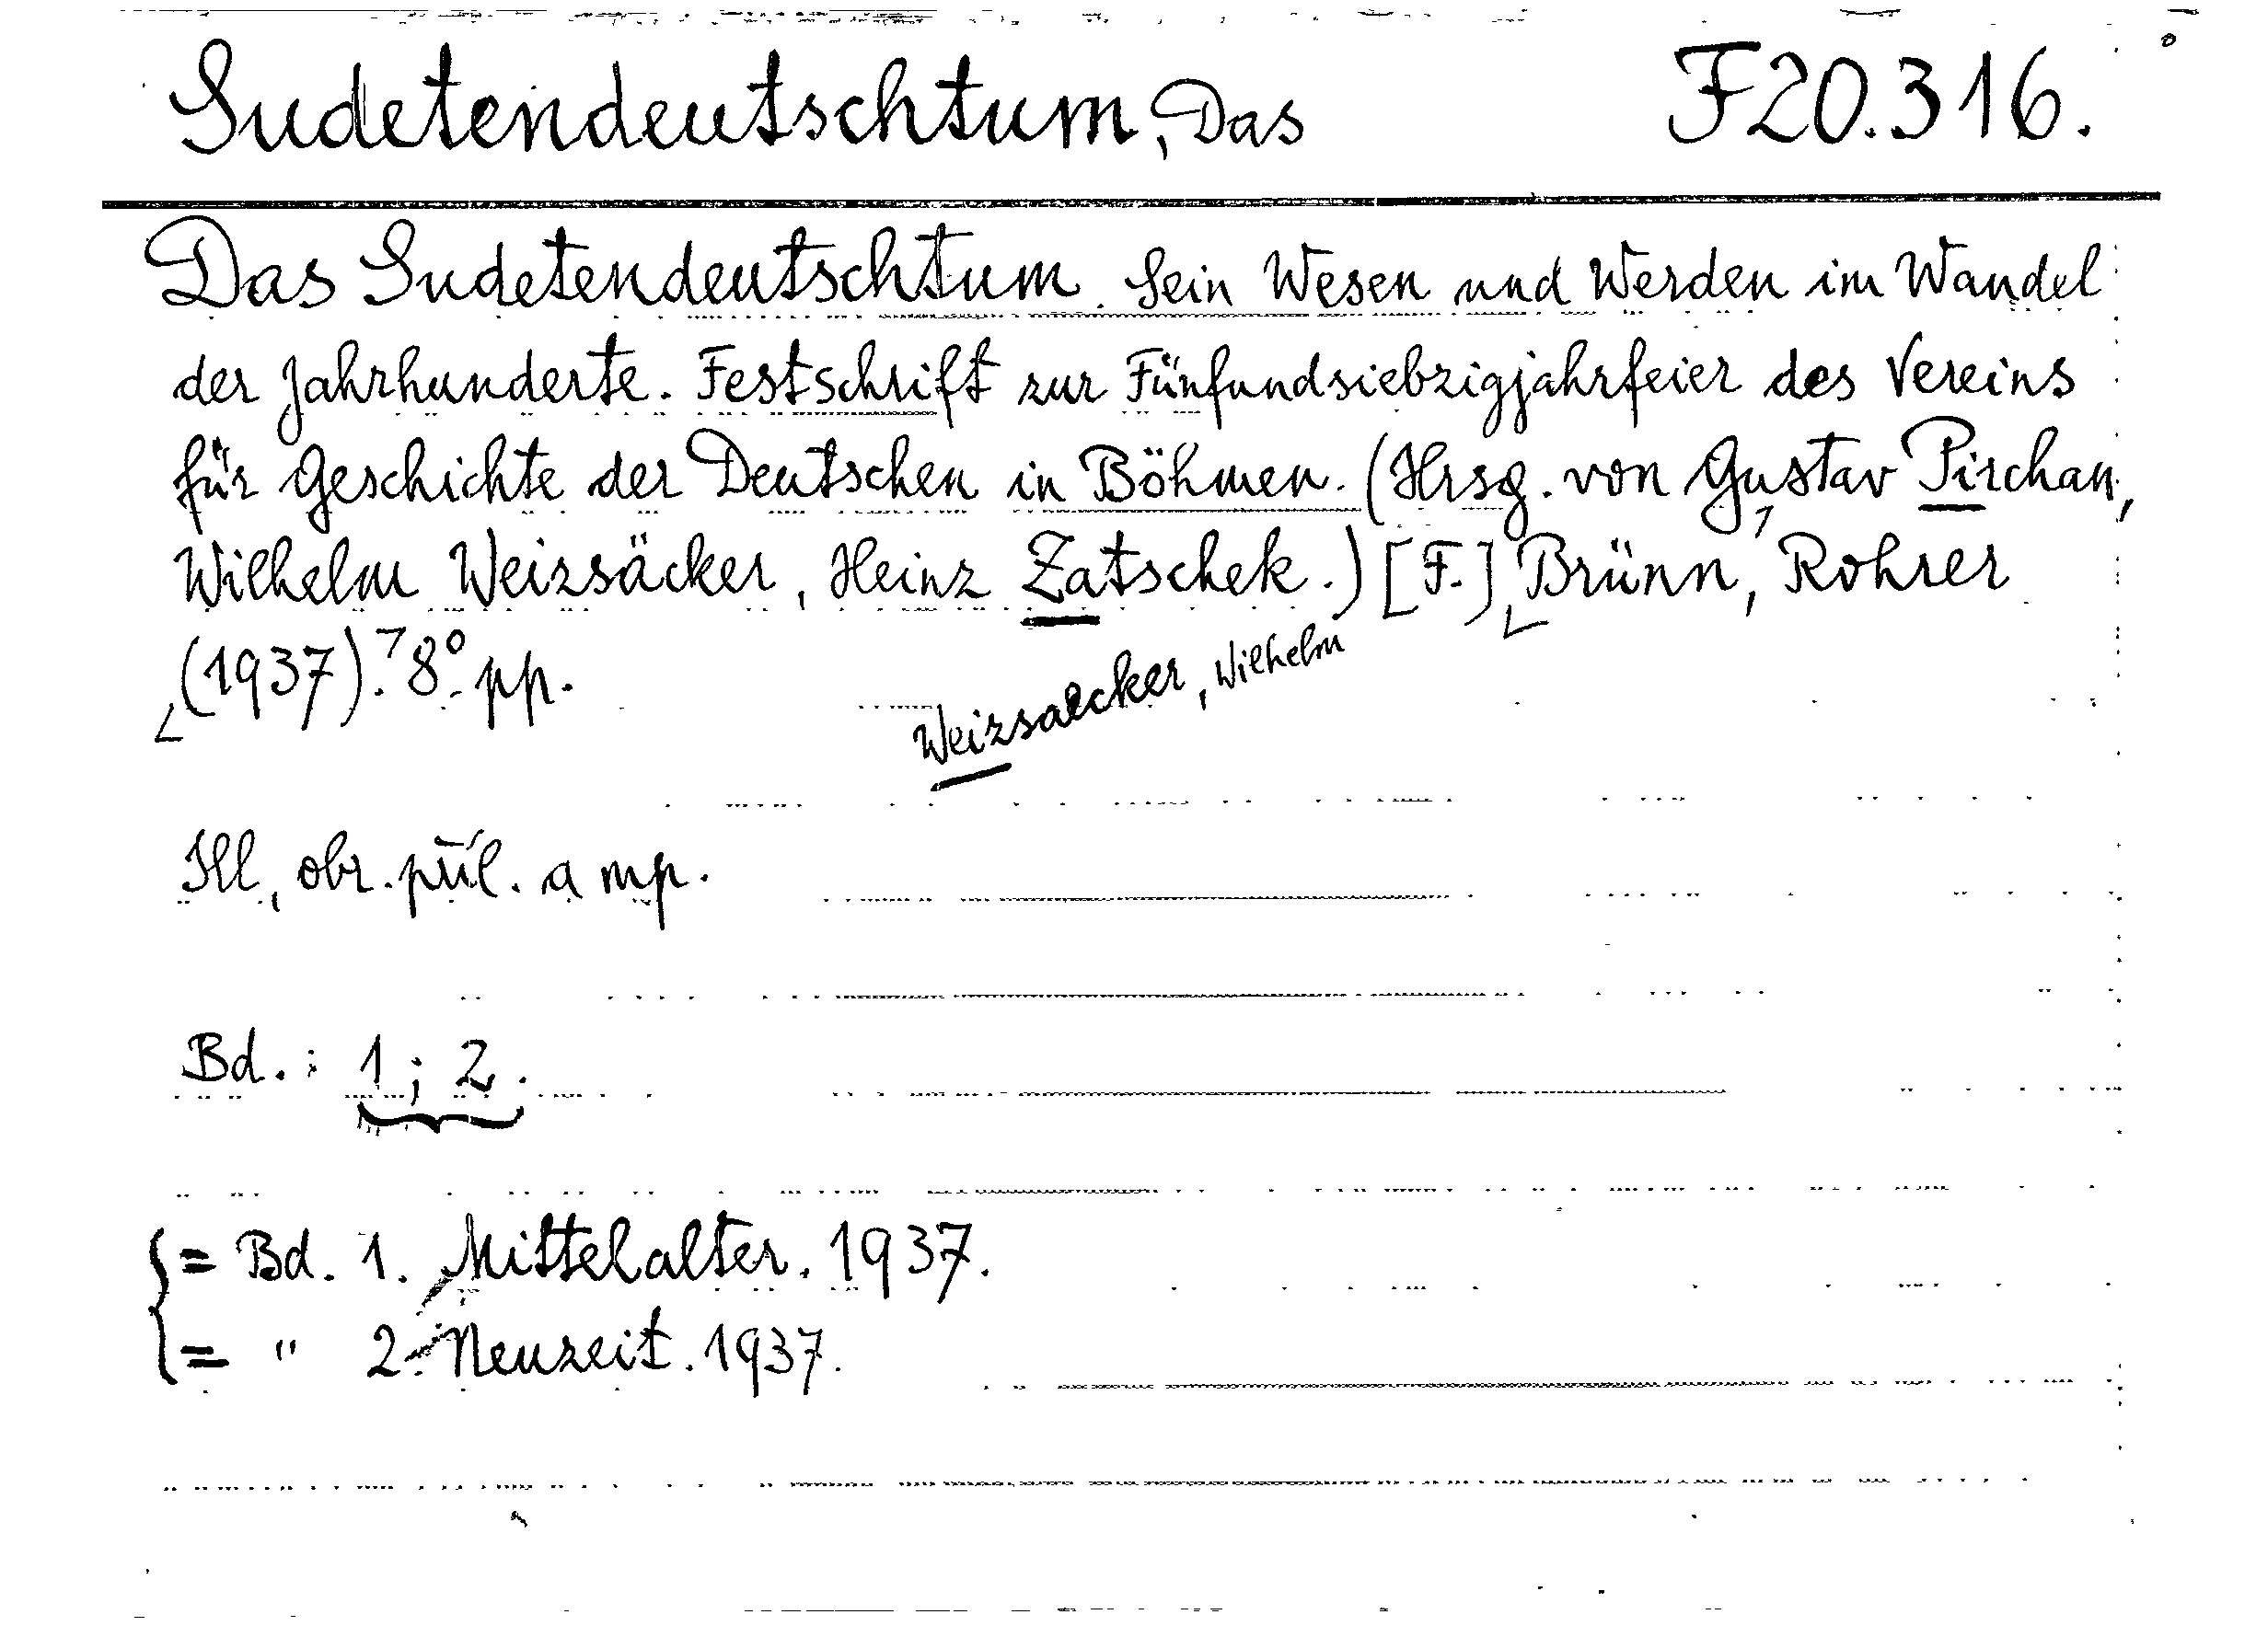 Sudetendeutschtum, Das F20.316.
Das Sudetendeutschtum. Sein Wesen und Werden im Wandel
der Jahrhunderte. Festschrift zur Fünfundsiebzigjahrfeier des Vereins
für Geschichte der Deutschen in Böhmen. (Hrsg. von Gustav Pirchan,
Wilhelm Weizsäcker, Heinz Zatschek.) [F.] Brünn, Rohrer
(1937). 8° pp.
Weizsaecker, Wilhelm
Ill, obr. příl. a mp.
Bd.: 1; 2.
= Bd. 1. Mittelalter. 1937.
= " 2. Neuzeit. 1937.